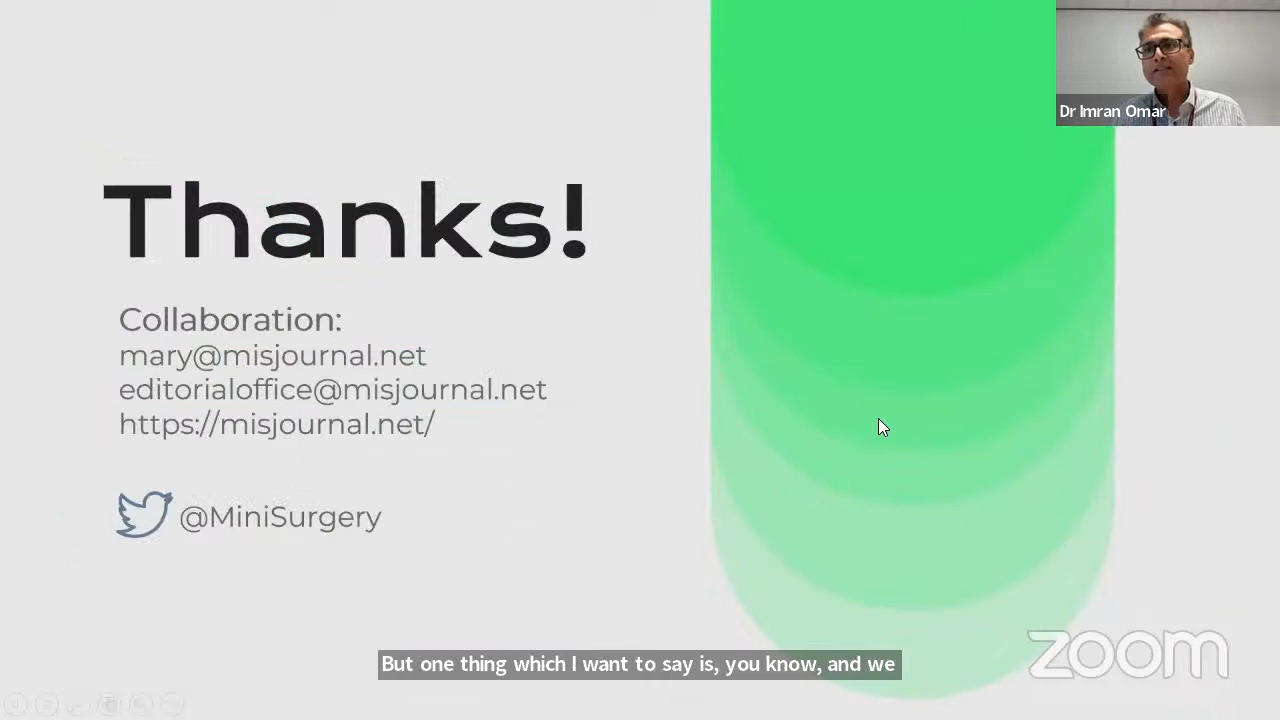 Dr Imran Omar
Thanks!
Collaboration:
mary@misjournal.net
editorialoffice@misjournal.net
https://misjournal.net/
@MiniSurgery
But one thing which I want to say is, you know, and we
zoom